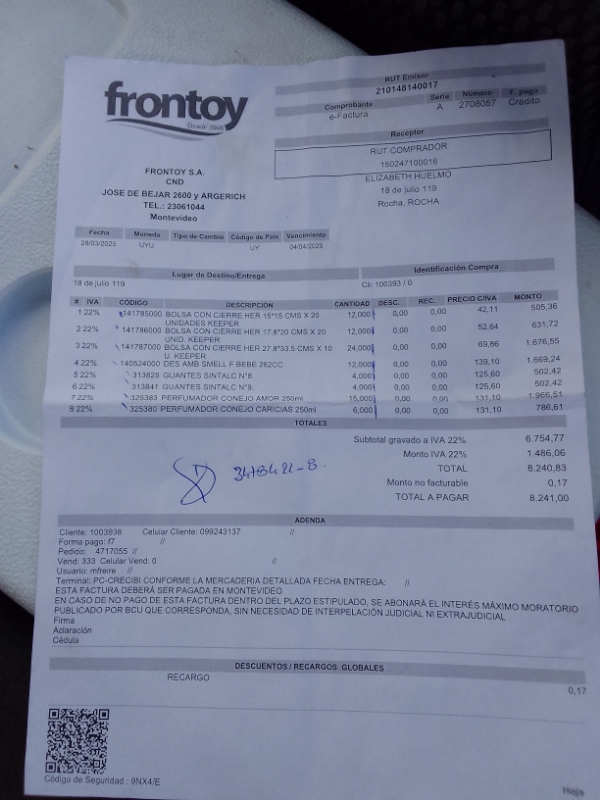 frontoy
Desde 1948
RUT Emisor
210148140017
Comprobante Serie Número F. pago
e-Factura A 2708057 Crédito
Receptor
RUT COMPRADOR
150247100016
ELIZABETH HUELMO
18 de julio 119
Rocha, ROCHA
FRONTOY S.A.
CND
JOSE DE BEJAR 2600 y ARGERICH
TEL.: 23061044
Montevideo
Fecha Moneda Tipo de Cambio Código de País Vencimiento
28/03/2025 UYU UY 04/04/2025
Lugar de Destino/Entrega Identificación Compra
18 de julio 119 CII: 100393 / 0
# IVA CÓDIGO DESCRIPCIÓN CANTIDAD DESC. REC. PRECIO C/IVA MONTO
1 22% 141785000 BOLSA CON CIERRE HER 15*15 CMS X 20 UNIDADES KEEPER 12,000 0,00 0,00 42,11 505,36
2 22% 141786000 BOLSA CON CIERRE HER 17.8*20 CMS X 20 UNID. KEEPER 12,000 0,00 0,00 52,64 631,72
3 22% 141787000 BOLSA CON CIERRE HER 27.8*33.5 CMS X 10 U. KEEPER 24,000 0,00 0,00 69,86 1.676,55
4 22% 140524000 DES AMB SMELL F BEBE 262CC 12,000 0,00 0,00 139,10 1.669,24
5 22% 313825 GUANTES SINTALC N°8. 4,000 0,00 0,00 125,60 502,42
6 22% 313841 GUANTES SINTALC N°9. 4,000 0,00 0,00 125,60 502,42
7 22% 325383 PERFUMADOR CONEJO AMOR 250ml 15,000 0,00 0,00 131,10 1.966,51
8 22% 325380 PERFUMADOR CONEJO CARICIAS 250ml 6,000 0,00 0,00 131,10 786,61
TOTALES
Subtotal gravado a IVA 22% 6.754,77
Monto IVA 22% 1.486,06
TOTAL 8.240,83
Monto no facturable 0,17
TOTAL A PAGAR 8.241,00
ADENDA
Cliente: 1003938 Celular Cliente: 099243137 //
Forma pago: f7 //
Pedido: 4717055 //
Vend: 333 Celular Vend: 0 //
Usuario: mfreire //
Terminal: PC-CRECIBI CONFORME LA MERCADERIA DETALLADA FECHA ENTREGA: //
ESTA FACTURA DEBERÁ SER PAGADA EN MONTEVIDEO
EN CASO DE NO PAGO DE ESTA FACTURA DENTRO DEL PLAZO ESTIPULADO, SE ABONARÁ EL INTERÉS MÁXIMO MORATORIO
PUBLICADO POR BCU QUE CORRESPONDA, SIN NECESIDAD DE INTERPELACIÓN JUDICIAL NI EXTRAJUDICIAL
Firma
Aclaración
Cédula
DESCUENTOS / RECARGOS GLOBALES
RECARGO 0,17
Código de Seguridad : 9NX4/E
Hoja